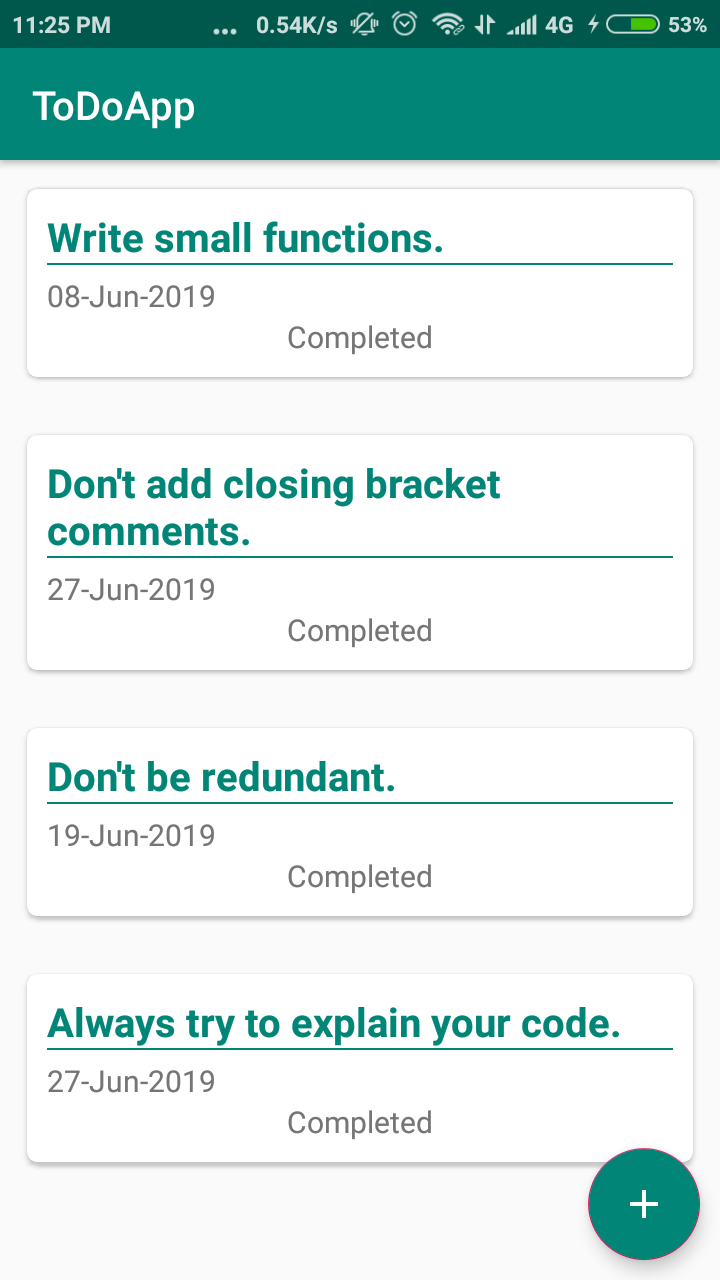 11:25 PM ... 0.54K/s 4G 53%
ToDoApp
Write small functions.
08-Jun-2019
Completed
Don't add closing bracket
comments.
27-Jun-2019
Completed
Don't be redundant.
19-Jun-2019
Completed
Always try to explain your code.
27-Jun-2019
Completed
+